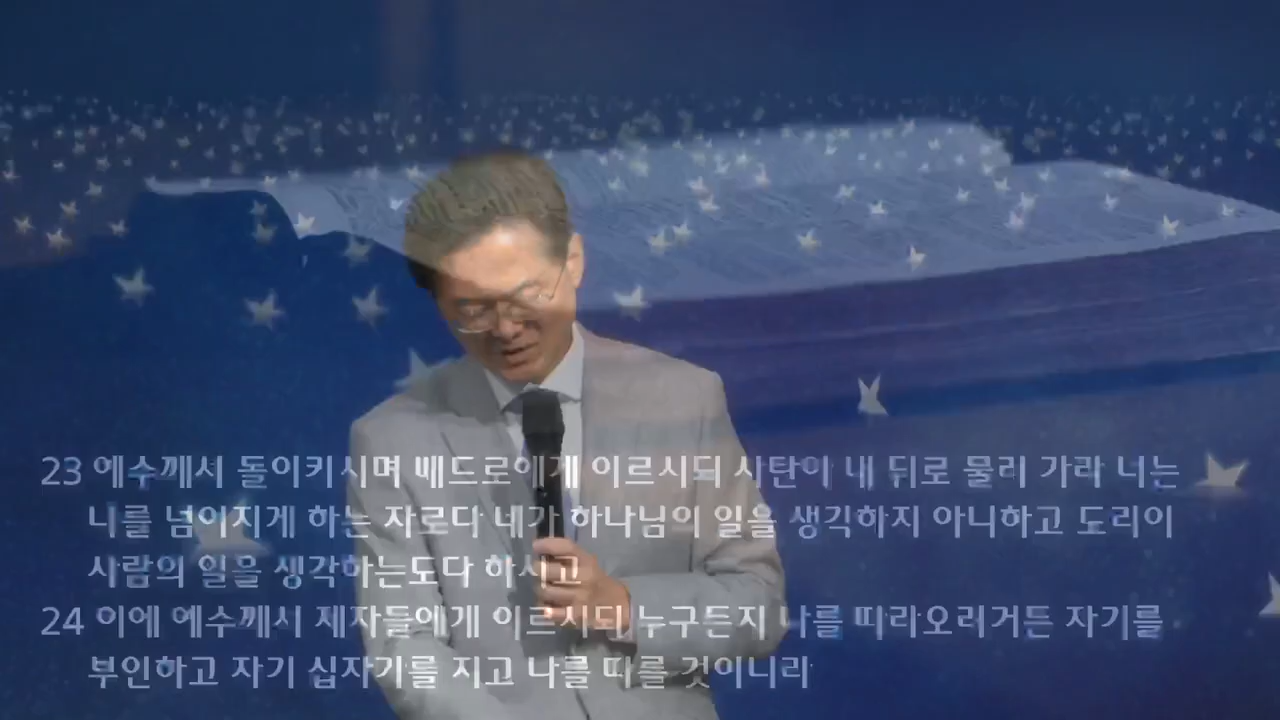 23 예수께서 돌이키시며 베드로에게 이르시되 사탄아 내 뒤로 물러 가라 너는
나를 넘어지게 하는 자로다 네가 하나님의 일을 생각하지 아니하고 도리어
사람의 일을 생각하는도다 하시고
24 이에 예수께서 제자들에게 이르시되 누구든지 나를 따라오려거든 자기를
부인하고 자기 십자가를 지고 나를 따를 것이니라